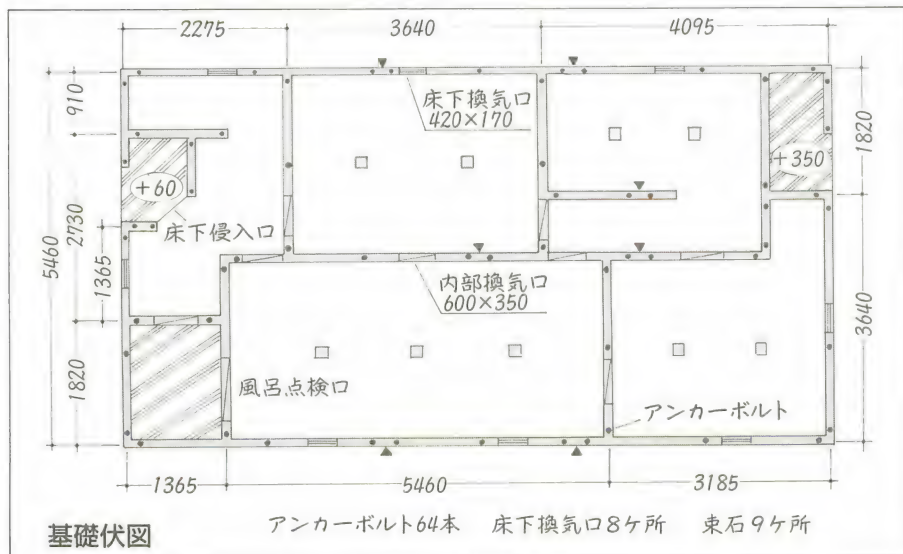 2275 3640 4095
910
床下換気口
420×170
1820
+60
+350
床下侵入口
2730
5460
1365
内部換気口
600×350
3640
1820
風呂点検口
アンカーボルト
1365 5460 3185
基礎伏図
アンカーボルト64本 床下換気口8ケ所 束石9ケ所